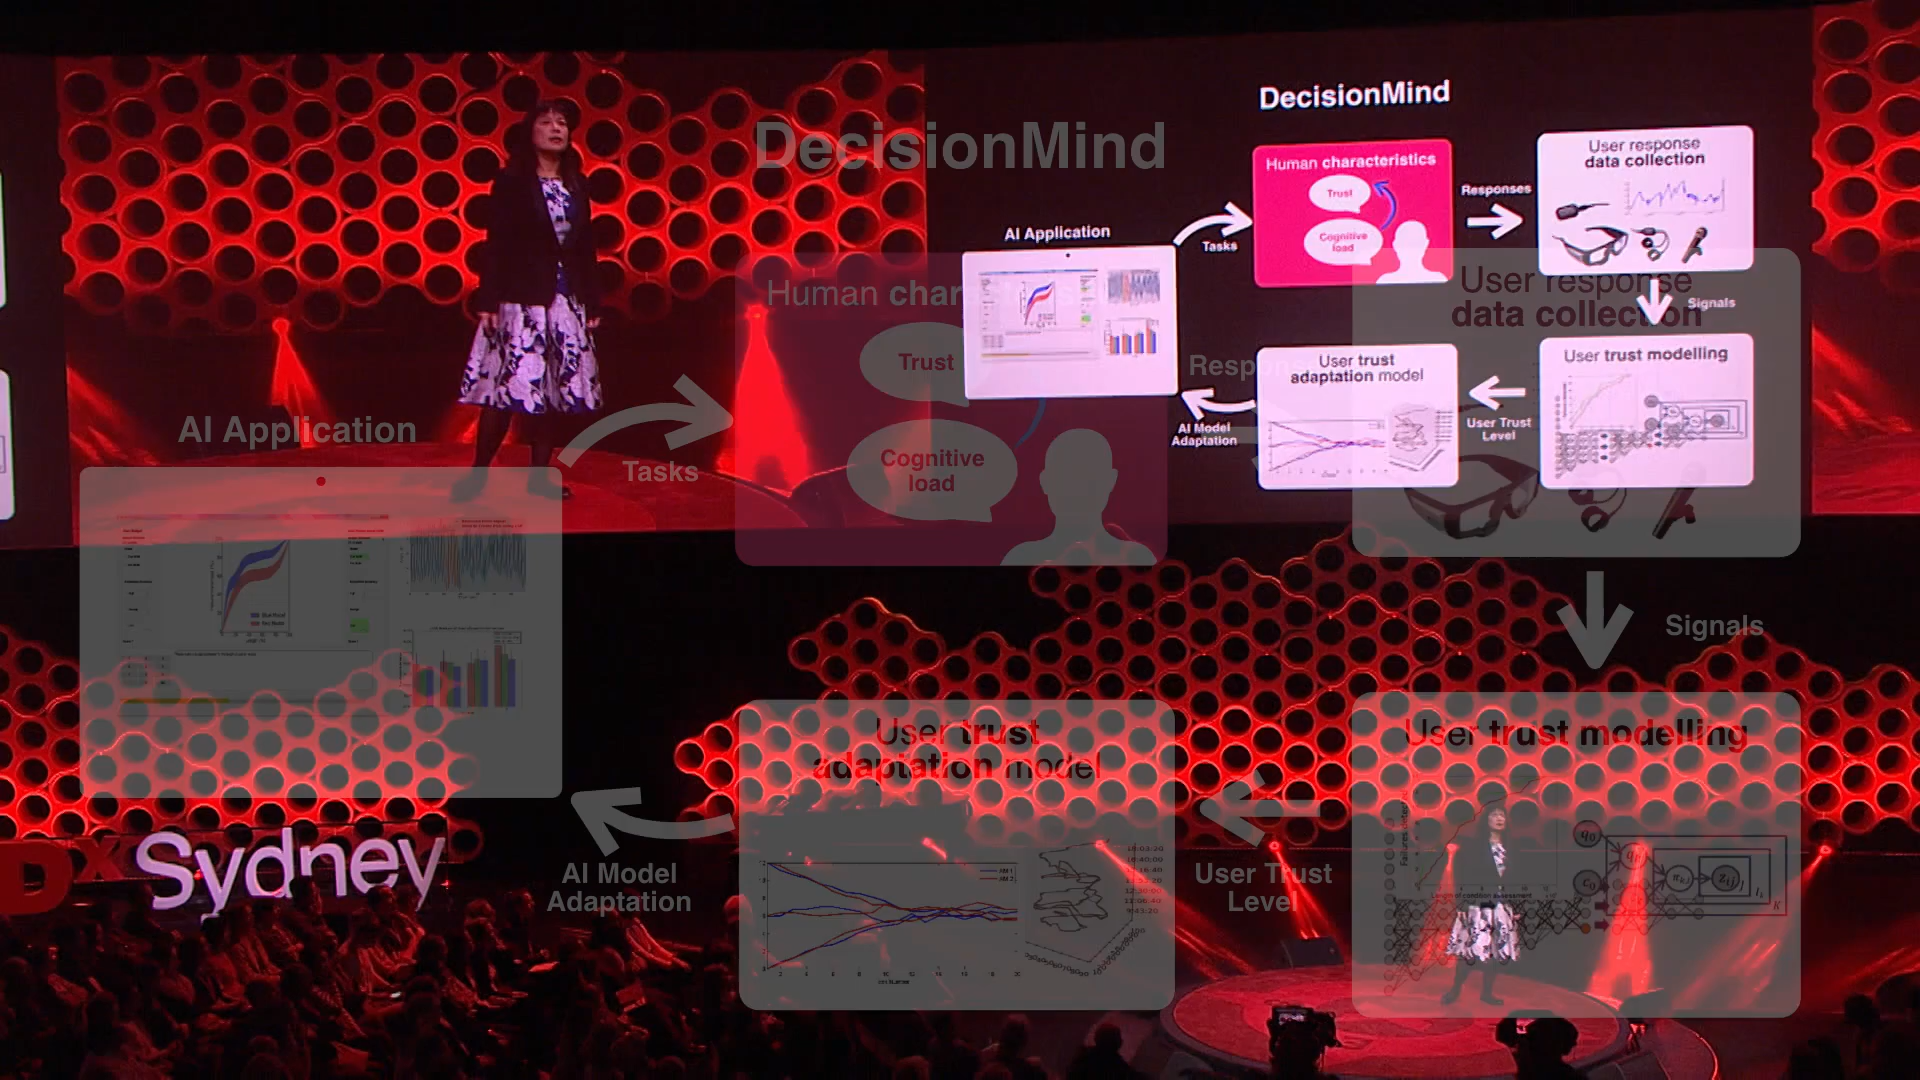 DecisionMind
Human characteristics
Trust
Cognitive
load
Responses
User response
data collection
AI Application
Tasks
Signals
User trust
adaptation model
User trust modelling
AI Model
Adaptation
User Trust
Level
DecisionMind
Human char
Trust
Cognitive
load
Respon
User response
data collection
AI Application
Tasks
Signals
User trust
adaptation model
User trust modelling
AI Model
Adaptation
User Trust
Level
Dx Sydney